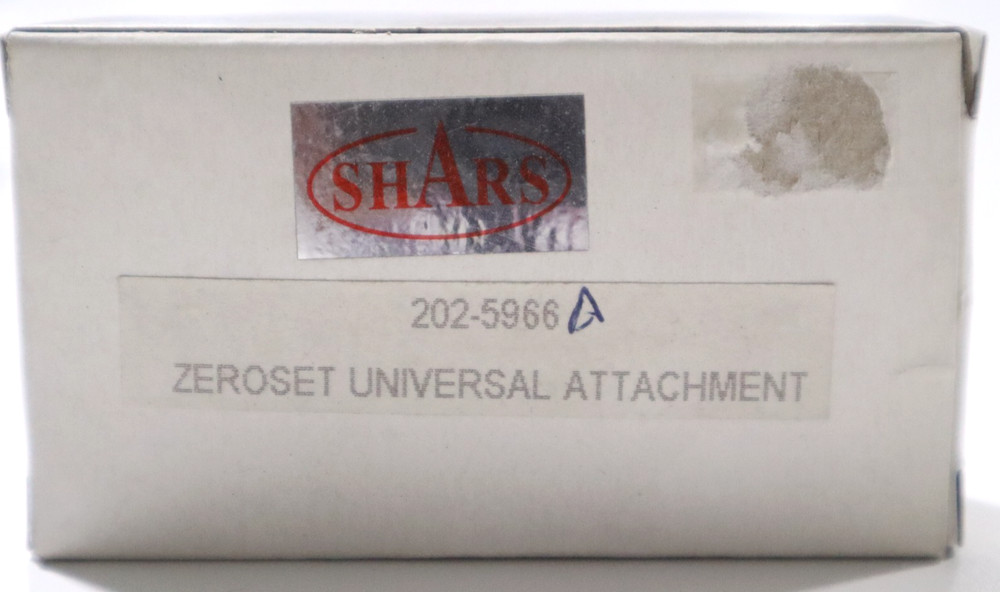 SHARS
202-5966 A
ZEROSET UNIVERSAL ATTACHMENT